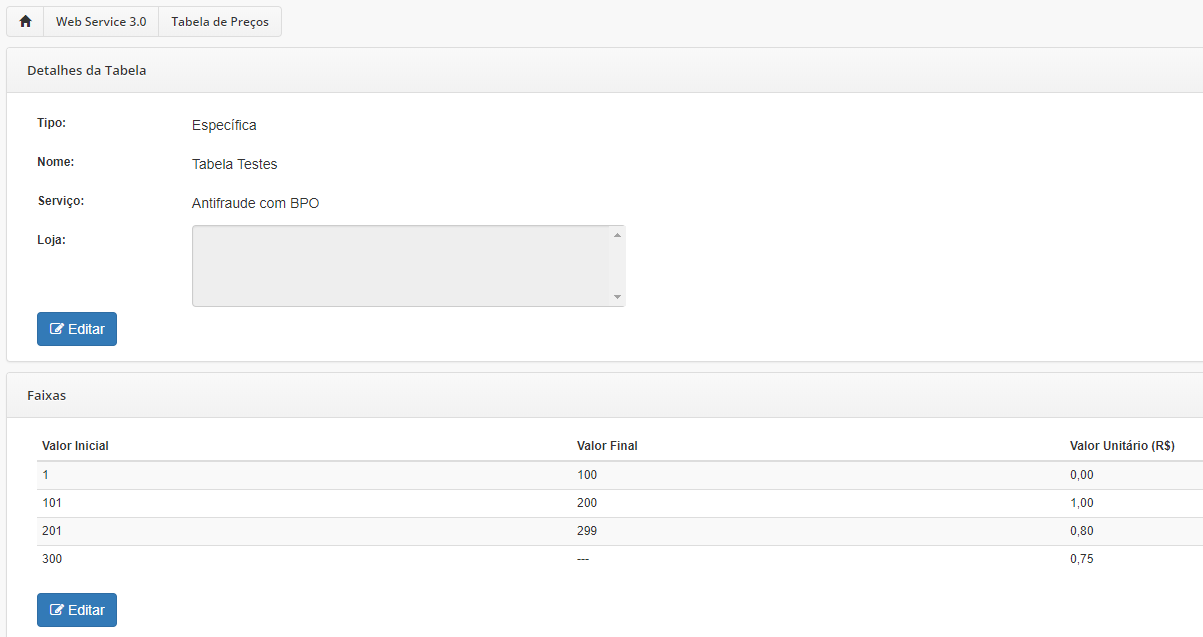 Web Service 3.0 Tabela de Preços
Detalhes da Tabela
Tipo: Específica
Nome: Tabela Testes
Serviço: Antifraude com BPO
Loja:
Editar
Faixas
Valor Inicial Valor Final Valor Unitário (R$)
1 100 0,00
101 200 1,00
201 299 0,80
300 --- 0,75
Editar